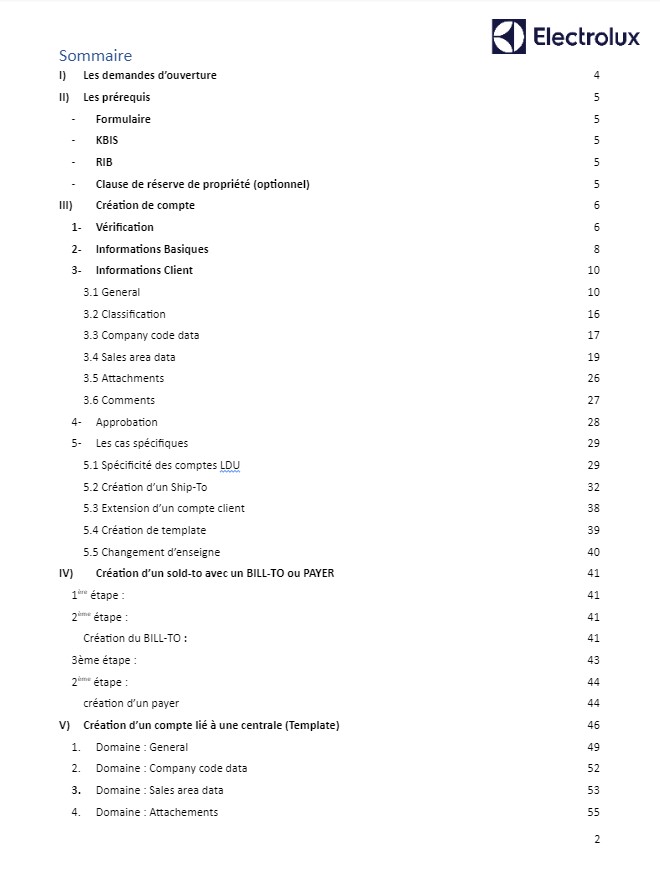 Electrolux
Sommaire
I) Les demandes d'ouverture 4
II) Les prérequis 5
- Formulaire 5
- KBIS 5
- RIB 5
- Clause de réserve de propriété (optionnel) 5
III) Création de compte 6
1- Vérification 6
2- Informations Basiques 8
3- Informations Client 10
3.1 General 10
3.2 Classification 16
3.3 Company code data 17
3.4 Sales area data 19
3.5 Attachments 26
3.6 Comments 27
4- Approbation 28
5- Les cas spécifiques 29
5.1 Spécificité des comptes LDU 29
5.2 Création d'un Ship-To 32
5.3 Extension d'un compte client 38
5.4 Création de template 39
5.5 Changement d'enseigne 40
IV) Création d'un sold-to avec un BILL-TO ou PAYER 41
1ère étape : 41
2ème étape : 41
Création du BILL-TO : 41
3ème étape : 43
2ème étape : 44
création d'un payer 44
V) Création d'un compte lié à une centrale (Template) 46
1. Domaine : General 49
2. Domaine : Company code data 52
3. Domaine : Sales area data 53
4. Domaine : Attachements 55
2